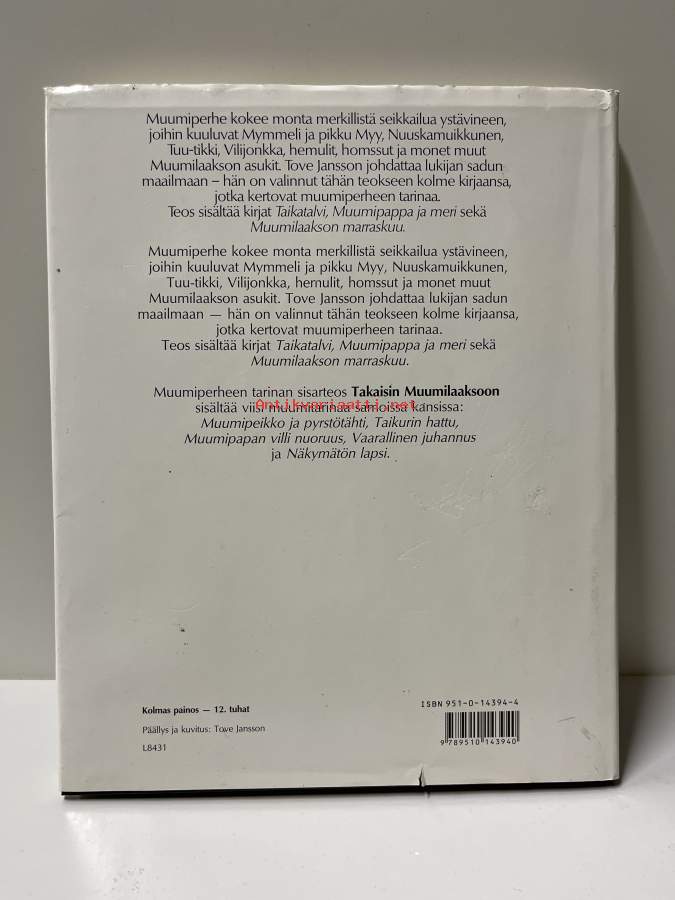 Muumiperhe kokee monta merkillistä seikkailua ystävineen,
joihin kuuluvat Mymmeli ja pikku Myy, Nuuskamuikkunen,
Tuu-tikki, Vilijonkka, hemulit, homssut ja monet muut
Muumilaakson asukit. Tove Jansson johdattaa lukijan sadun
maailmaan – hän on valinnut tähän teokseen kolme kirjaansa,
jotka kertovat muumiperheen tarinaa.
Teos sisältää kirjat Taikatalvi, Muumipappa ja meri sekä
Muumilaakson marraskuu.
Muumiperhe kokee monta merkillistä seikkailua ystävineen,
joihin kuuluvat Mymmeli ja pikku Myy, Nuuskamuikkunen,
Tuu-tikki, Vilijonkka, hemulit, homssut ja monet muut
Muumilaakson asukit. Tove Jansson johdattaa lukijan sadun
maailmaan — hän on valinnut tähän teokseen kolme kirjaansa,
jotka kertovat muumiperheen tarinaa.
Teos sisältää kirjat Taikatalvi, Muumipappa ja meri sekä
Muumilaakson marraskuu.
Muumiperheen tarinan sisarteos Takaisin Muumilaaksoon
Antikvariaatti.net
sisältää viisi muumitarinaa samoissa kansissa:
Muumipeikko ja pyrstötähti, Taikurin hattu,
Muumipapan villi nuoruus, Vaarallinen juhannus
ja Näkymätön lapsi.
Kolmas painos — 12. tuhat
Päällys ja kuvitus: Tove Jansson
L8431
ISBN 951-0-14394-4
9 789510 143940